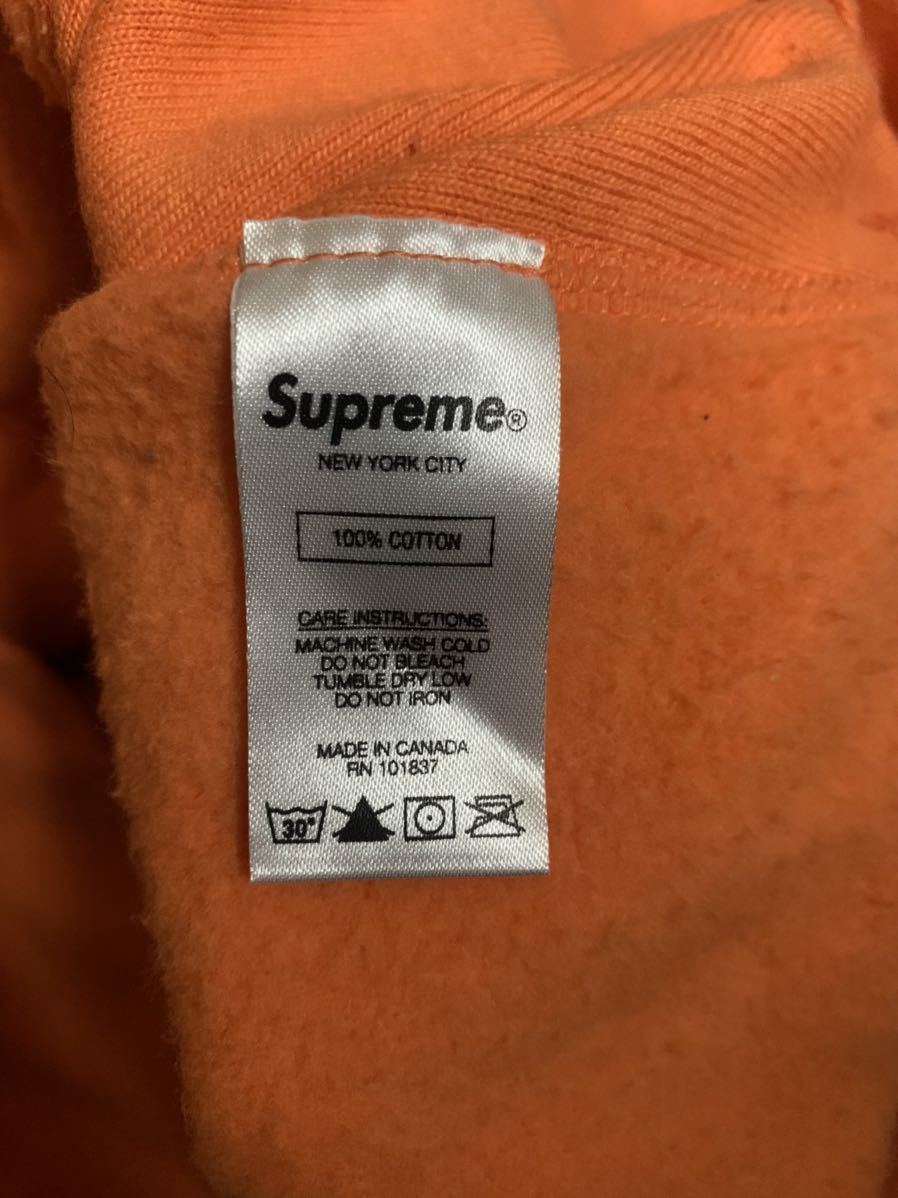 Supreme®
NEW YORK CITY
100% COTTON
CARE INSTRUCTIONS:
MACHINE WASH COLD
DO NOT BLEACH
TUMBLE DRY LOW
DO NOT IRON
MADE IN CANADA
RN 101837
30°